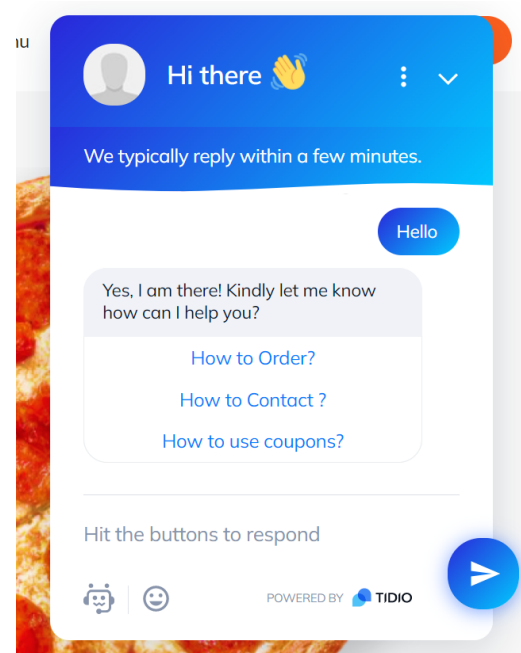 nu
Hi there 👋
We typically reply within a few minutes.
Hello
Yes, I am there! Kindly let me know
how can I help you?
How to Order?
How to Contact ?
How to use coupons?
Hit the buttons to respond
POWERED BY TIDIO